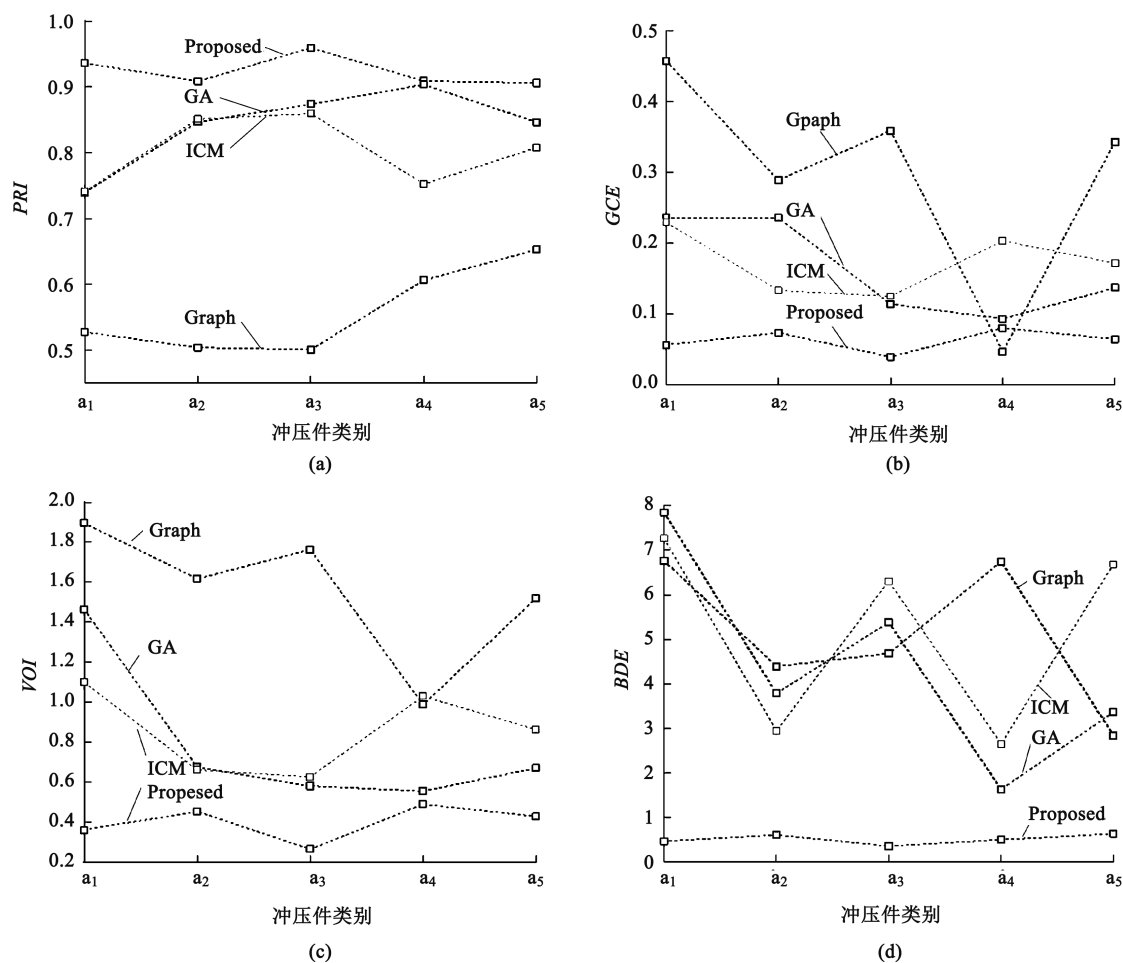 1.0
0.9
0.8
0.7
0.6
0.5
PRI
Proposed
GA
ICM
Graph
a₁ a₂ a₃ a₄ a₅
冲压件类别
(a)
0.5
0.4
0.3
0.2
0.1
0.0
GCE
Gpaph
GA
ICM
Proposed
a₁ a₂ a₃ a₄ a₅
冲压件类别
(b)
2.0
1.8
1.6
1.4
1.2
1.0
0.8
0.6
0.4
0.2
VOI
Graph
GA
ICM
Propesed
a₁ a₂ a₃ a₄ a₅
冲压件类别
(c)
8
7
6
5
4
3
2
1
0
BDE
Graph
ICM
GA
Proposed
a₁ a₂ a₃ a₄ a₅
冲压件类别
(d)